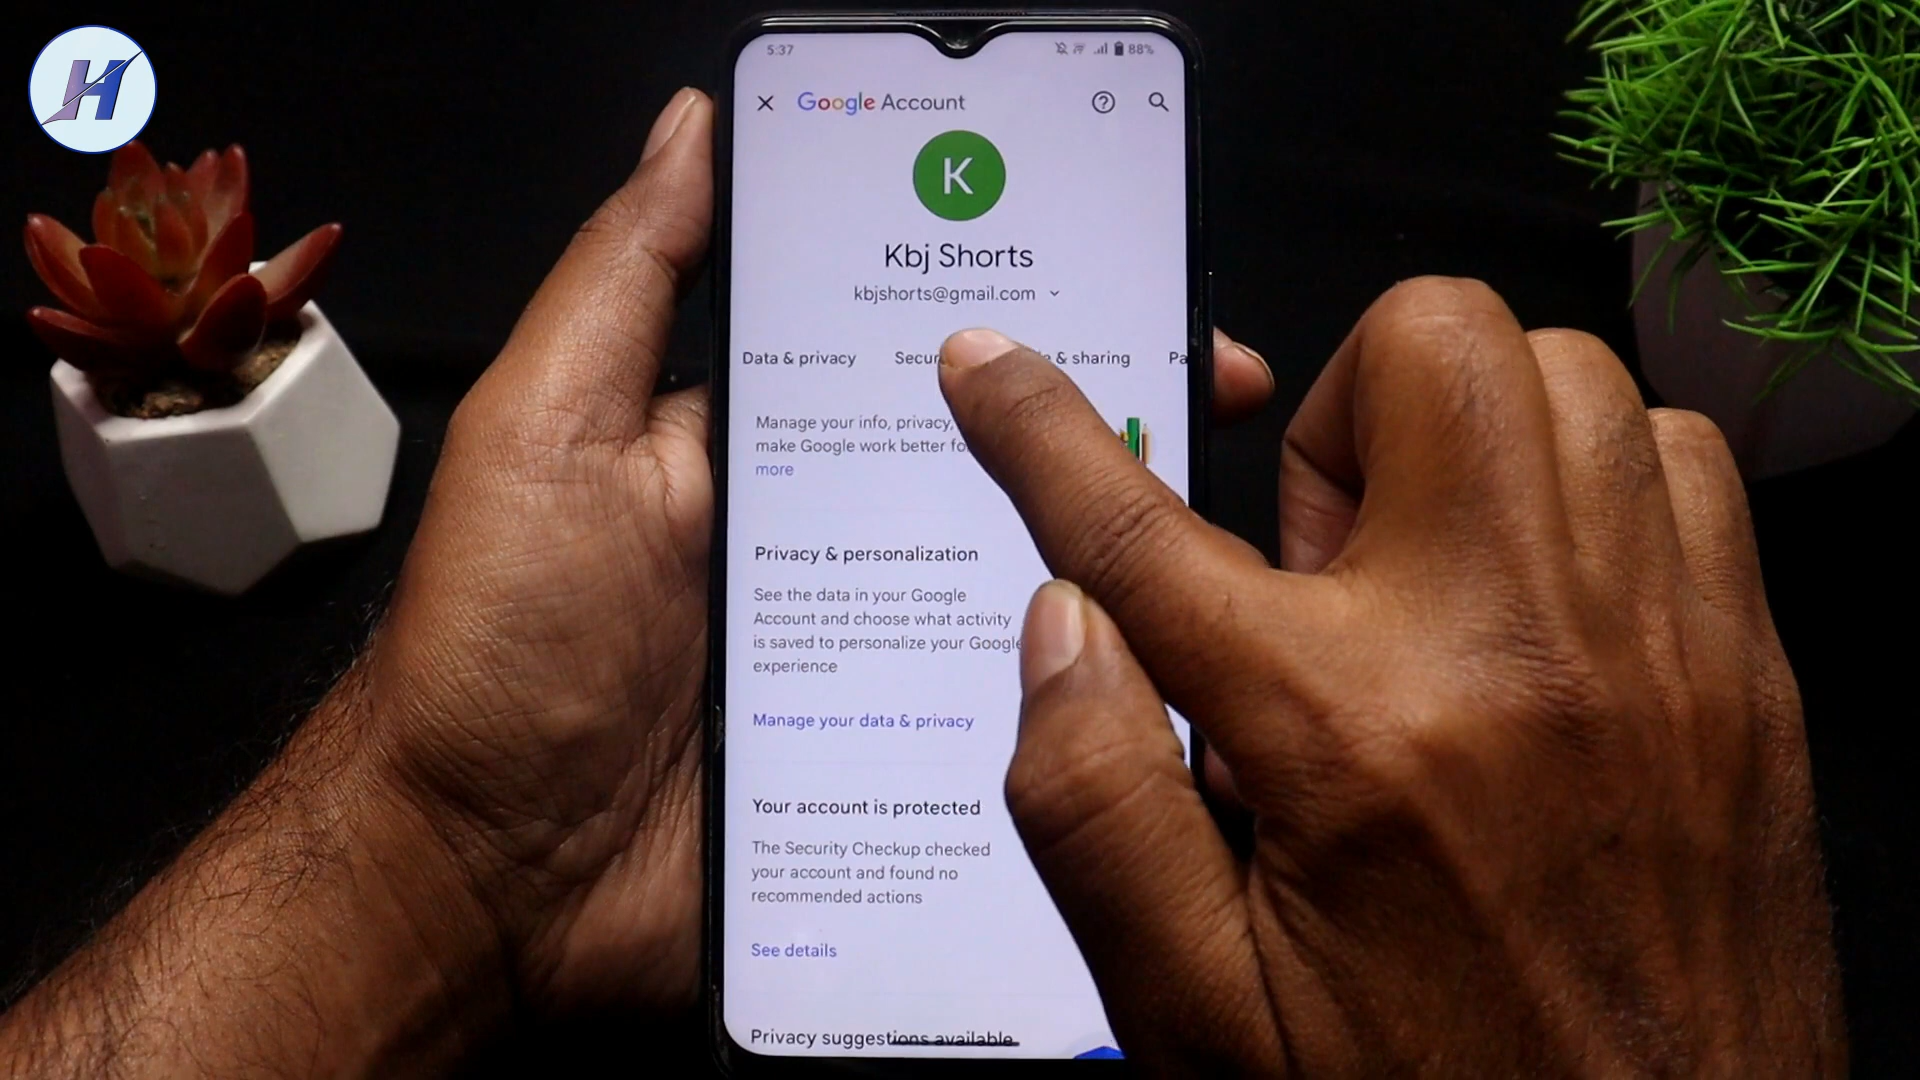 H
5:37
88%
Google Account
K
Kbj Shorts
kbjshorts@gmail.com
Data & privacy
& sharing
Manage your info, privacy,
make Google work better
more
Privacy & personalization
See the data in your Google
Account and choose what activity
is saved to personalize your Google
experience
Manage your data & privacy
Your account is protected
The Security Checkup checked
your account and found no
recommended actions
See details
Privacy suggestions available